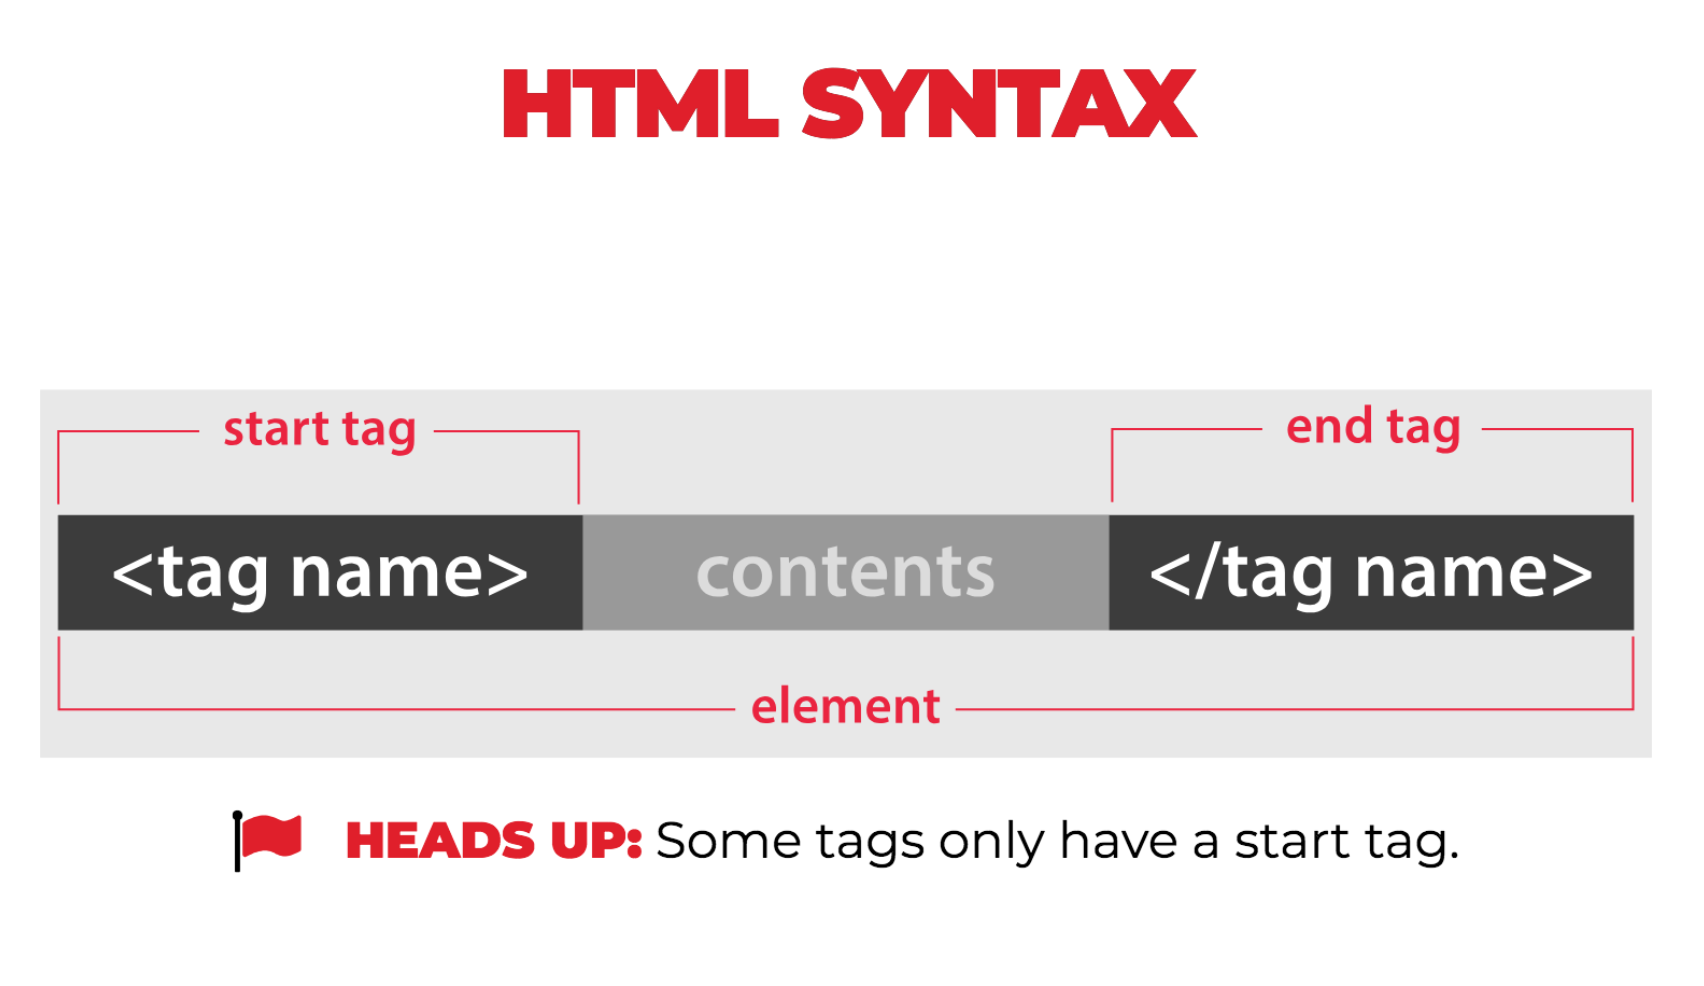 HTML SYNTAX
start tag
end tag
<tag name> contents </tag name>
element
HEADS UP: Some tags only have a start tag.